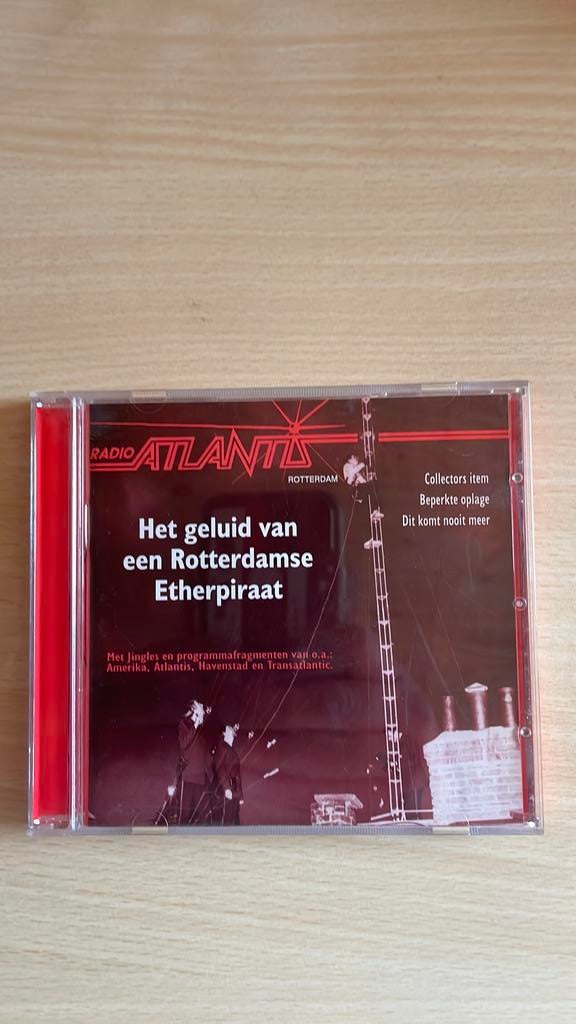 RADIO ATLANTIS
ROTTERDAM
Collectors item
Beperkte oplage
Dit komt nooit meer
Het geluid van
een Rotterdamse
Etherpiraat
Met Jingles en programmafragmenten van o.a.:
Amerika, Atlantis, Havenstad en Transatlantic.